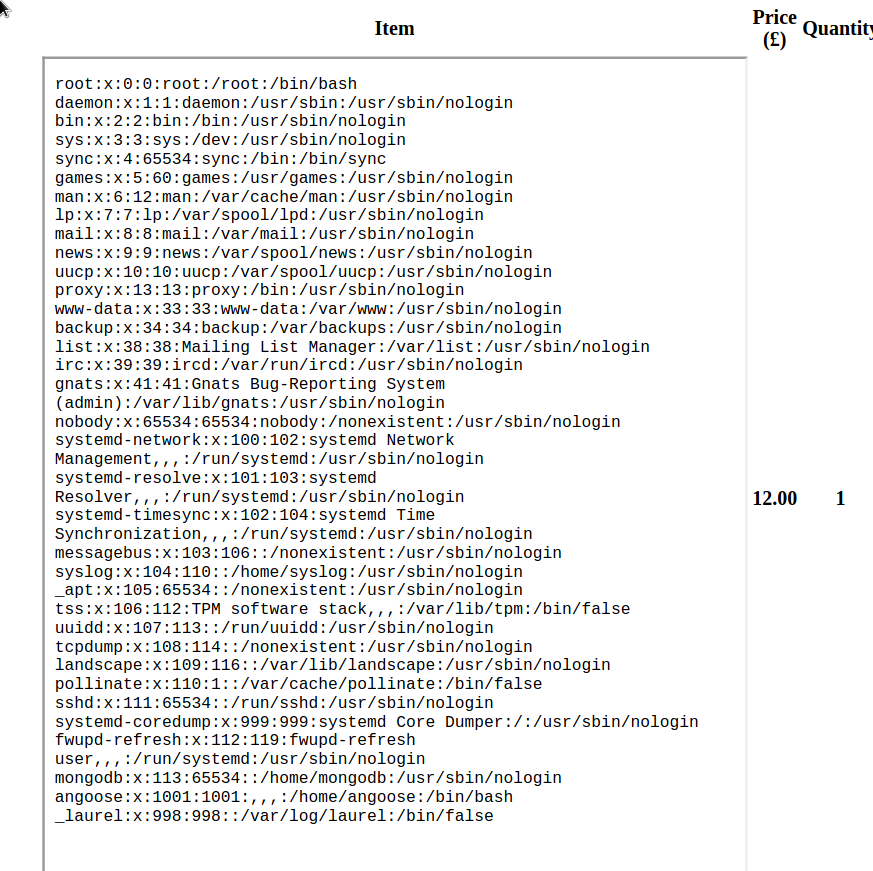 Item
Price
(£)
Quantity
root:x:0:0:root:/root:/bin/bash
daemon:x:1:1:daemon:/usr/sbin:/usr/sbin/nologin
bin:x:2:2:bin:/bin:/usr/sbin/nologin
sys:x:3:3:sys:/dev:/usr/sbin/nologin
sync:x:4:65534:sync:/bin:/bin/sync
games:x:5:60:games:/usr/games:/usr/sbin/nologin
man:x:6:12:man:/var/cache/man:/usr/sbin/nologin
lp:x:7:7:lp:/var/spool/lpd:/usr/sbin/nologin
mail:x:8:8:mail:/var/mail:/usr/sbin/nologin
news:x:9:9:news:/var/spool/news:/usr/sbin/nologin
uucp:x:10:10:uucp:/var/spool/uucp:/usr/sbin/nologin
proxy:x:13:13:proxy:/bin:/usr/sbin/nologin
www-data:x:33:33:www-data:/var/www:/usr/sbin/nologin
backup:x:34:34:backup:/var/backups:/usr/sbin/nologin
list:x:38:38:Mailing List Manager:/var/list:/usr/sbin/nologin
irc:x:39:39:ircd:/var/run/ircd:/usr/sbin/nologin
gnats:x:41:41:Gnats Bug-Reporting System
(admin):/var/lib/gnats:/usr/sbin/nologin
nobody:x:65534:65534:nobody:/nonexistent:/usr/sbin/nologin
systemd-network:x:100:102:systemd Network
Management,,,:/run/systemd:/usr/sbin/nologin
systemd-resolve:x:101:103:systemd
Resolver,,,:/run/systemd:/usr/sbin/nologin
systemd-timesync:x:102:104:systemd Time
Synchronization,,,:/run/systemd:/usr/sbin/nologin
messagebus:x:103:106::/nonexistent:/usr/sbin/nologin
syslog:x:104:110::/home/syslog:/usr/sbin/nologin
_apt:x:105:65534::/nonexistent:/usr/sbin/nologin
tss:x:106:112:TPM software stack,,,:/var/lib/tpm:/bin/false
uuidd:x:107:113::/run/uuidd:/usr/sbin/nologin
tcpdump:x:108:114::/nonexistent:/usr/sbin/nologin
landscape:x:109:116::/var/lib/landscape:/usr/sbin/nologin
pollinate:x:110:1::/var/cache/pollinate:/bin/false
sshd:x:111:65534::/run/sshd:/usr/sbin/nologin
systemd-coredump:x:999:999:systemd Core Dumper:/:/usr/sbin/nologin
fwupd-refresh:x:112:119:fwupd-refresh
user,,,:/run/systemd:/usr/sbin/nologin
mongodb:x:113:65534::/home/mongodb:/usr/sbin/nologin
angoose:x:1001:1001:,,,:/home/angoose:/bin/bash
_laurel:x:998:998::/var/log/laurel:/bin/false
12.00
1